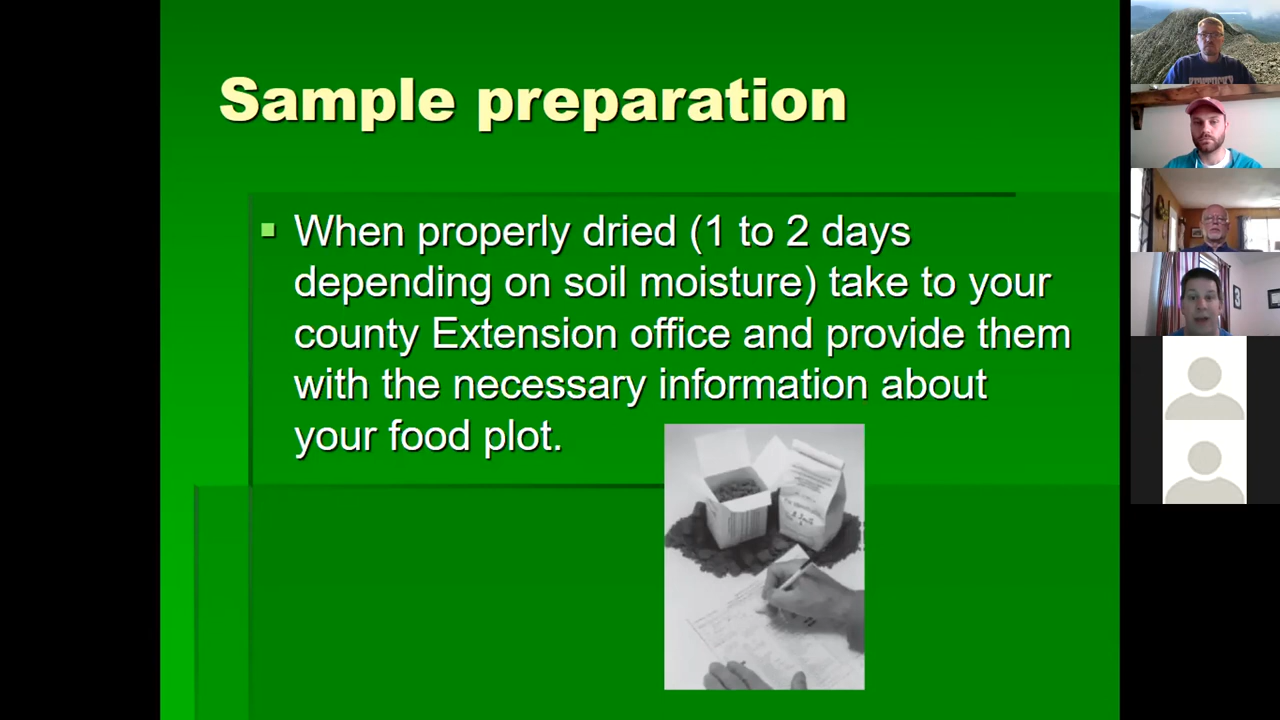 Sample preparation
When properly dried (1 to 2 days
depending on soil moisture) take to your
county Extension office and provide them
with the necessary information about
your food plot.